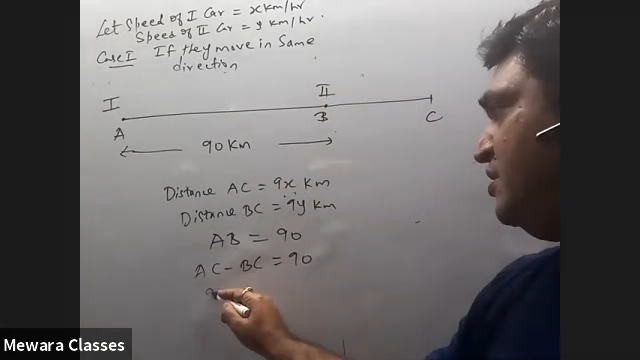 Let Speed of I Car = x km/hr
Speed of II Car = y km/hr
Case I If they move in Same
direction
I II
A B C
90 Km
Distance AC = 9x Km
Distance BC = 9y Km
AB = 90
AC - BC = 90
9
Mewara Classes